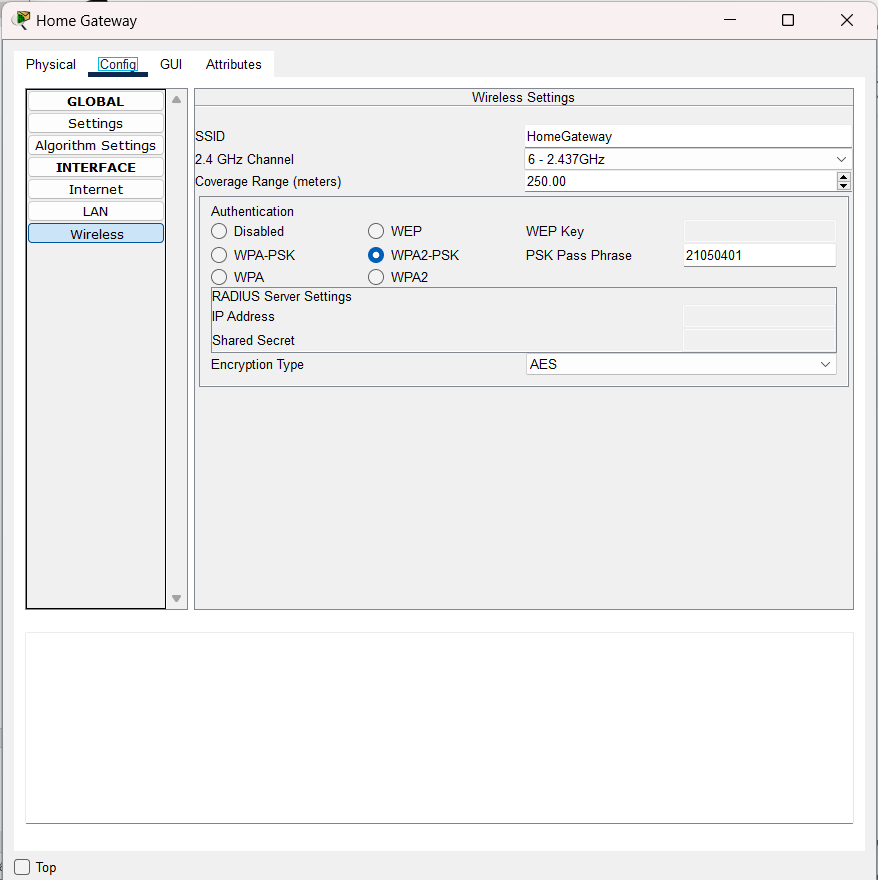 Home Gateway
Physical Config GUI Attributes
GLOBAL
Settings
Algorithm Settings
INTERFACE
Internet
LAN
Wireless
Wireless Settings
SSID HomeGateway
2.4 GHz Channel 6 - 2.437GHz
Coverage Range (meters) 250.00
Authentication
Disabled WEP WEP Key
WPA-PSK WPA2-PSK PSK Pass Phrase 21050401
WPA WPA2
RADIUS Server Settings
IP Address
Shared Secret
Encryption Type AES
Top